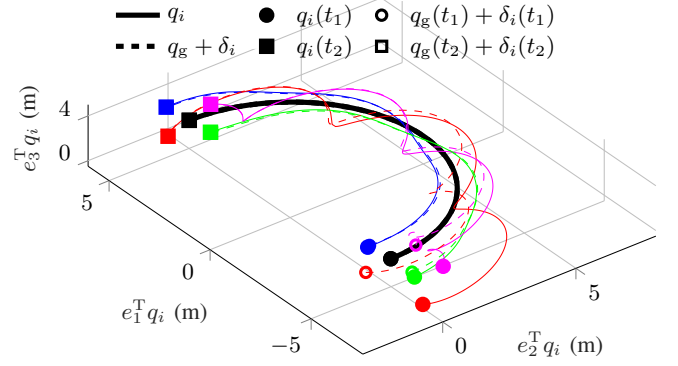 q_i q_i(t_1) q_g(t_1) + δ_i(t_1)
q_g + δ_i q_i(t_2) q_g(t_2) + δ_i(t_2)
4
0
e_3^T q_i (m)
5
0
−5
e_1^T q_i (m)
5
0
e_2^T q_i (m)